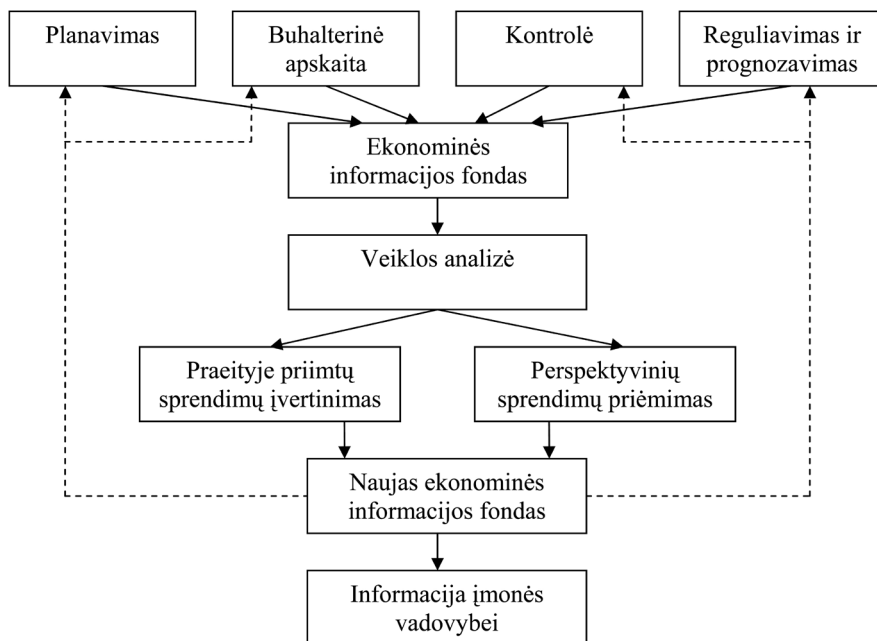 Planavimas
Buhalterinė
apskaita
Kontrolė
Reguliavimas ir
prognozavimas
Ekonominės
informacijos fondas
Veiklos analizė
Praeityje priimtų
sprendimų įvertinimas
Perspektyvinių
sprendimų priėmimas
Naujas ekonominės
informacijos fondas
Informacija įmonės
vadovybei